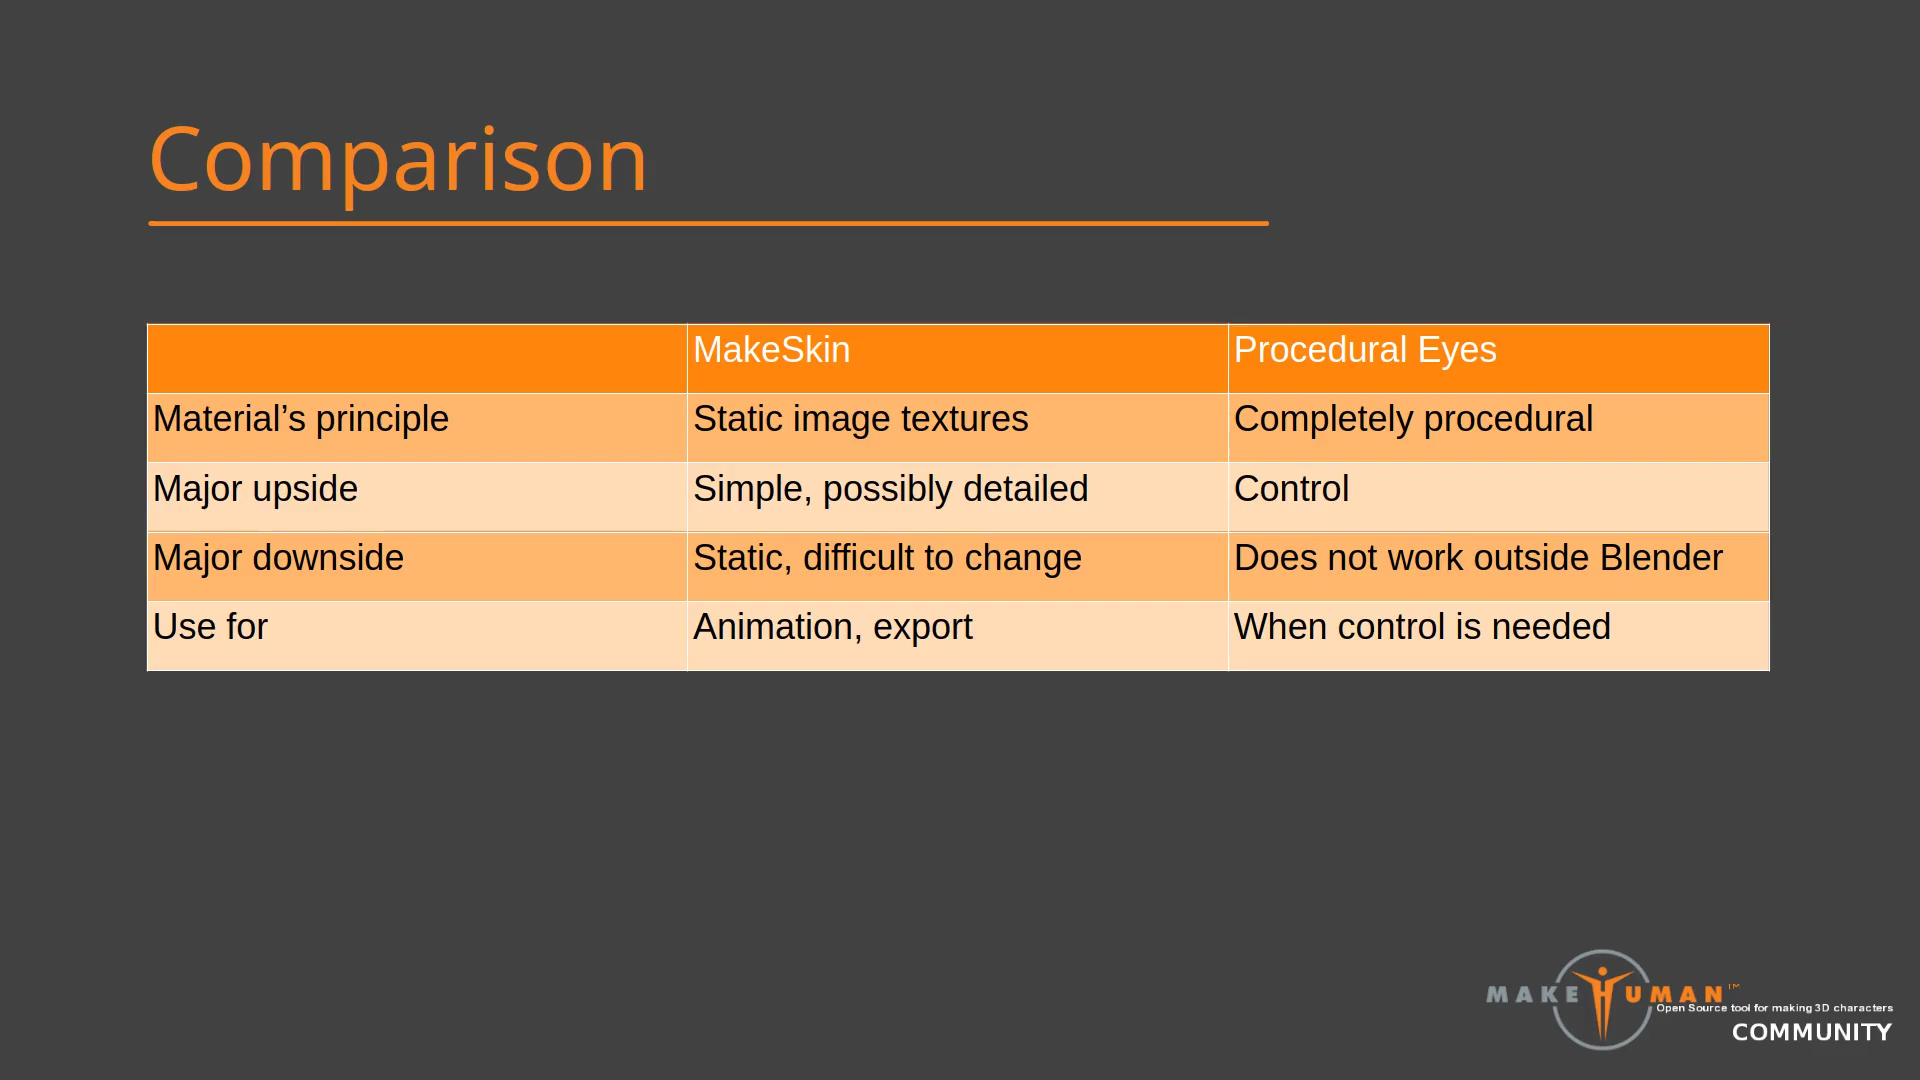 Comparison
MakeSkin Procedural Eyes
Material’s principle Static image textures Completely procedural
Major upside Simple, possibly detailed Control
Major downside Static, difficult to change Does not work outside Blender
Use for Animation, export When control is needed
MAKEHUMAN™
Open Source tool for making 3D characters
COMMUNITY